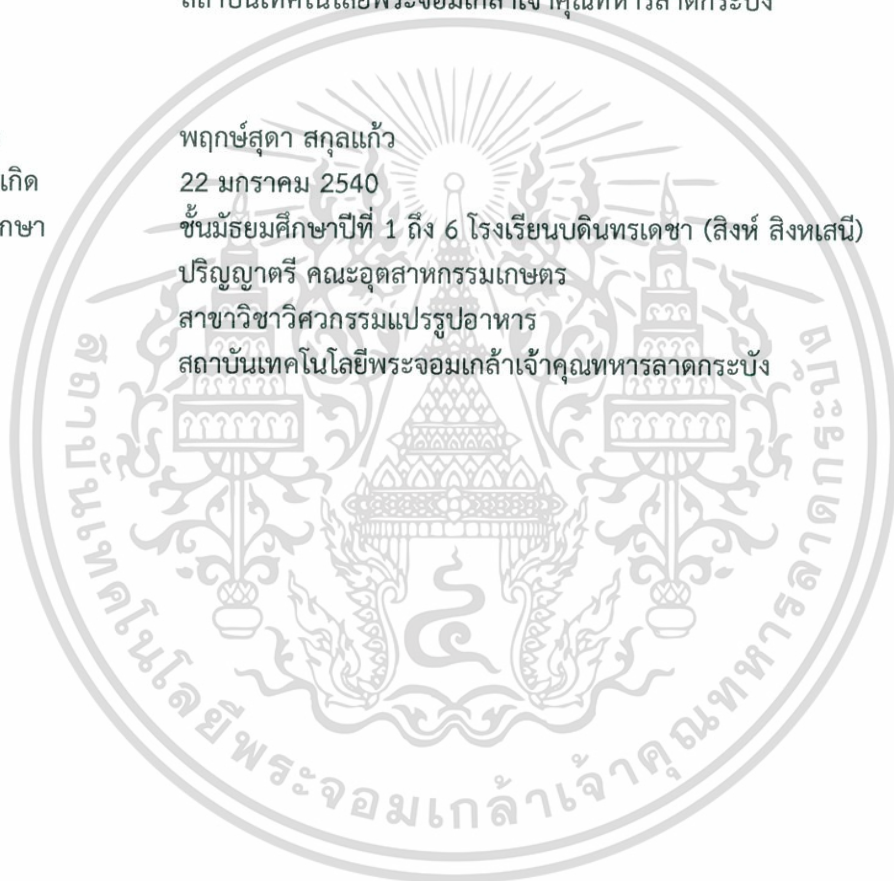 สถาบันเทคโนโลยีพระจอมเกล้าเจ้าคุณทหารลาดกระบัง
พฤกษ์สุดา สกุลแก้ว
เกิด 22 มกราคม 2540
กษา ชั้นมัธยมศึกษาปีที่ 1 ถึง 6 โรงเรียนบดินทรเดชา (สิงห์ สิงหเสนี)
ปริญญาตรี คณะอุตสาหกรรมเกษตร
สาขาวิชาวิศวกรรมแปรรูปอาหาร
สถาบันเทคโนโลยีพระจอมเกล้าเจ้าคุณทหารลาดกระบัง
สถาบันเทคโนโลยีพระจอมเกล้าเจ้าคุณทหารลาดกระบัง